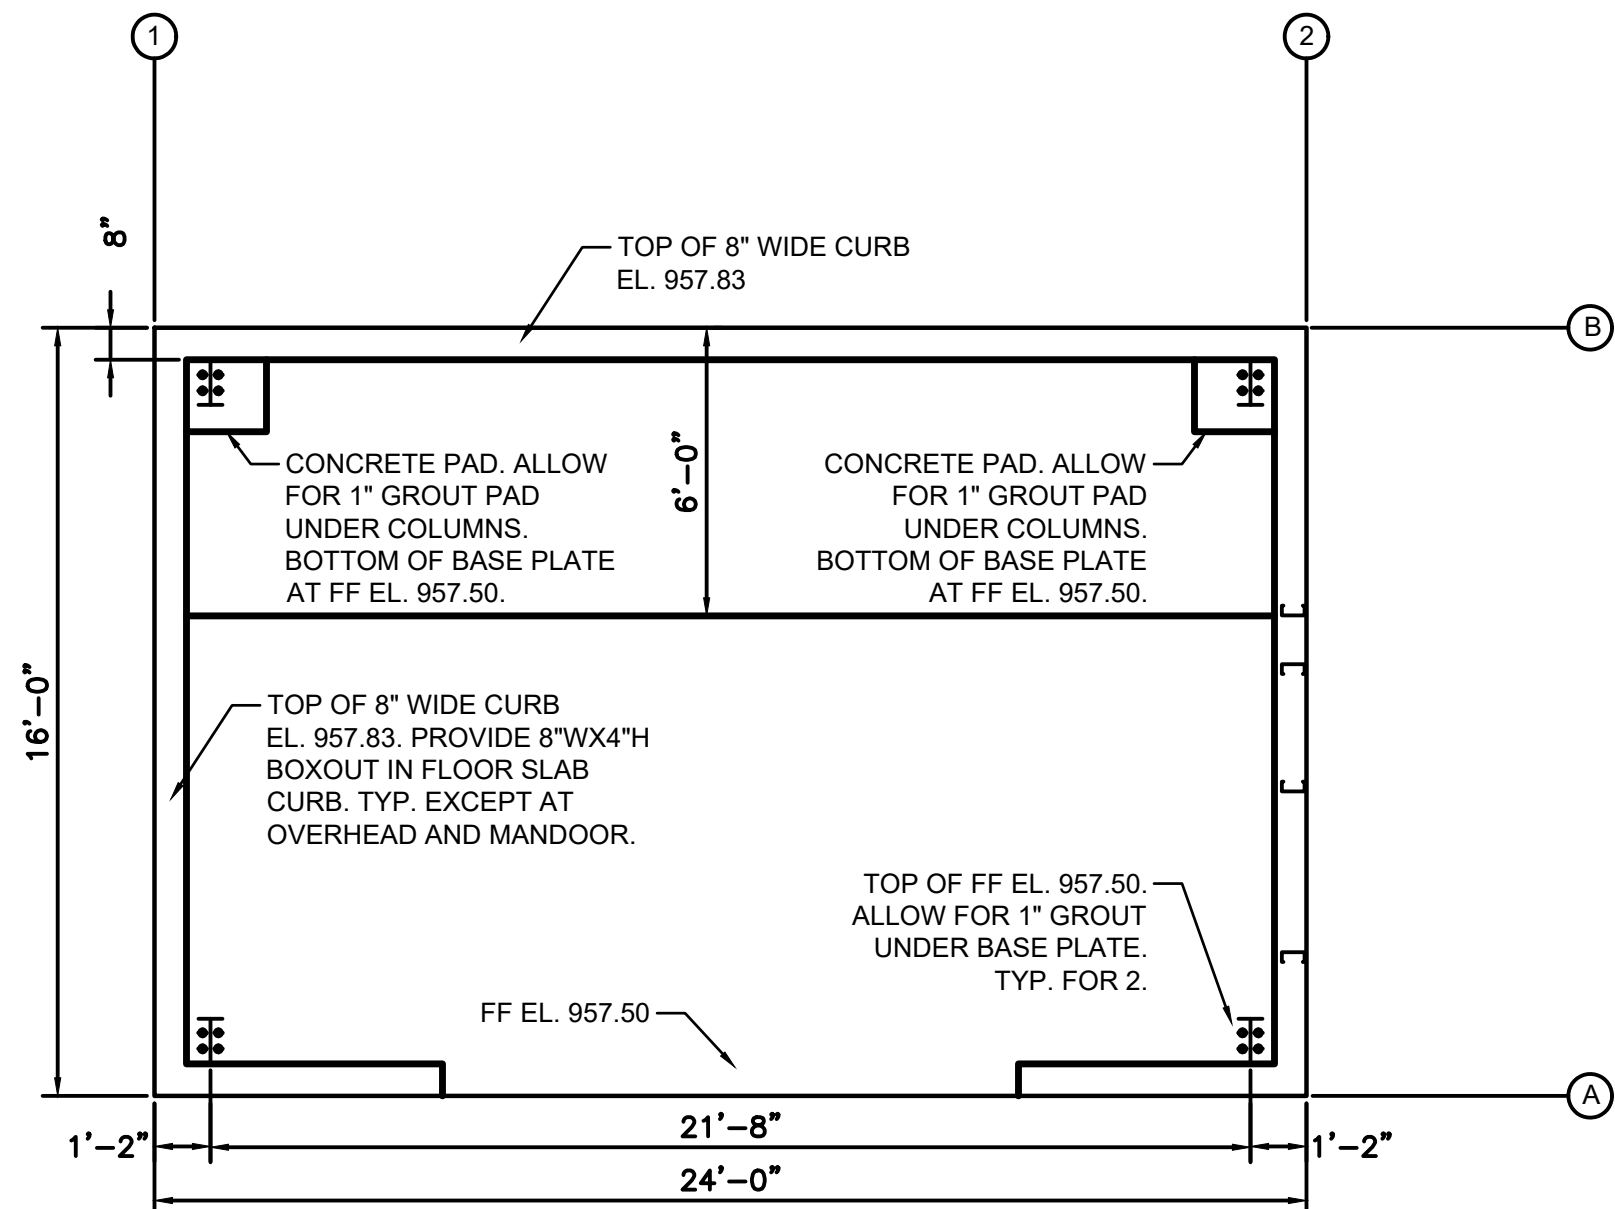 1
2
8"
TOP OF 8" WIDE CURB
EL. 957.83
B
CONCRETE PAD. ALLOW
FOR 1" GROUT PAD
UNDER COLUMNS.
BOTTOM OF BASE PLATE
AT FF EL. 957.50.
6'-0"
CONCRETE PAD. ALLOW
FOR 1" GROUT PAD
UNDER COLUMNS.
BOTTOM OF BASE PLATE
AT FF EL. 957.50.
16'-0"
TOP OF 8" WIDE CURB
EL. 957.83. PROVIDE 8"WX4"H
BOXOUT IN FLOOR SLAB
CURB. TYP. EXCEPT AT
OVERHEAD AND MANDOOR.
TOP OF FF EL. 957.50.
ALLOW FOR 1" GROUT
UNDER BASE PLATE.
TYP. FOR 2.
FF EL. 957.50
A
1'-2"
21'-8"
1'-2"
24'-0"